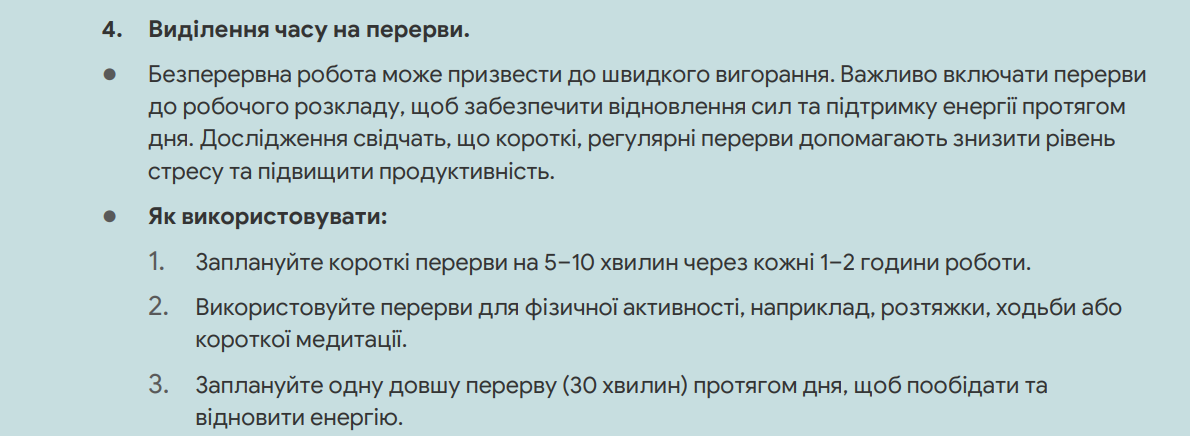 4. Виділення часу на перерви.
● Безперервна робота може призвести до швидкого вигорання. Важливо включати перерви
до робочого розкладу, щоб забезпечити відновлення сил та підтримку енергії протягом
дня. Дослідження свідчать, що короткі, регулярні перерви допомагають знизити рівень
стресу та підвищити продуктивність.
● Як використовувати:
1. Заплануйте короткі перерви на 5–10 хвилин через кожні 1–2 години роботи.
2. Використовуйте перерви для фізичної активності, наприклад, розтяжки, ходьби або
короткої медитації.
3. Заплануйте одну довшу перерву (30 хвилин) протягом дня, щоб пообідати та
відновити енергію.